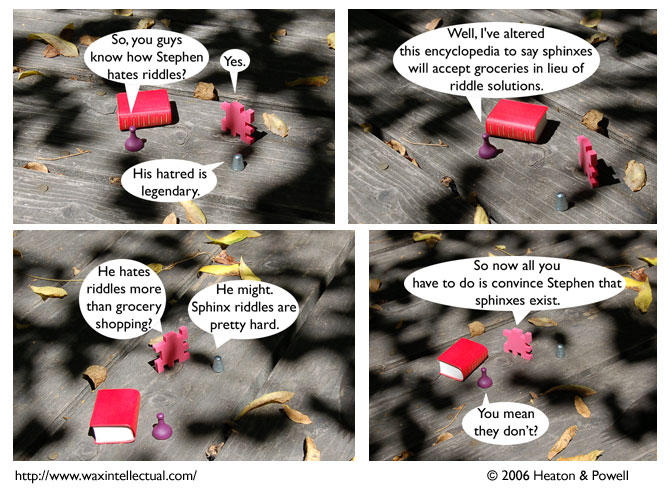 So, you guys
know how Stephen
hates riddles?
Yes.
His hatred is
legendary.
Well, I've altered
this encyclopedia to say sphinxes
will accept groceries in lieu of
riddle solutions.
He hates
riddles more
than grocery
shopping?
He might.
Sphinx riddles are
pretty hard.
So now all you
have to do is convince Stephen that
sphinxes exist.
You mean
they don't?
http://www.waxintellectual.com/
© 2006 Heaton & Powell